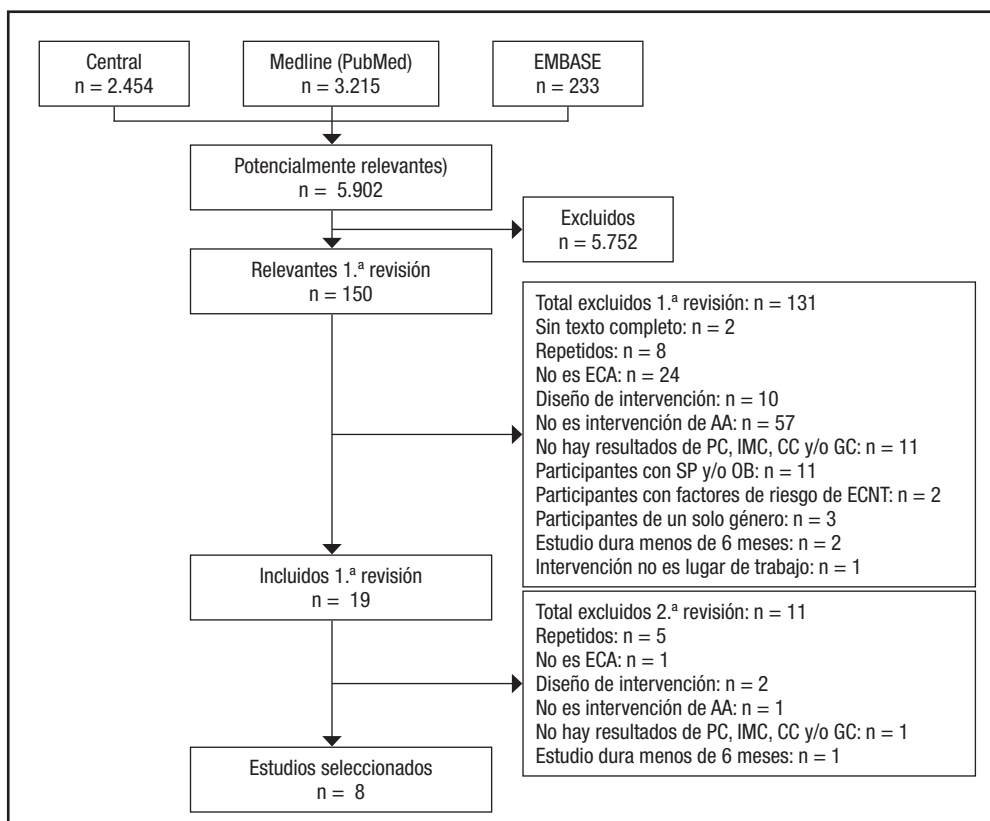 Central
n = 2.454
Medline (PubMed)
n = 3.215
EMBASE
n = 233
Potencialmente relevantes)
n = 5.902
Excluidos
n = 5.752
Relevantes 1.ª revisión
n = 150
Total excluidos 1.ª revisión: n = 131
Sin texto completo: n = 2
Repetidos: n = 8
No es ECA: n = 24
Diseño de intervención: n = 10
No es intervención de AA: n = 57
No hay resultados de PC, IMC, CC y/o GC: n = 11
Participantes con SP y/o OB: n = 11
Participantes con factores de riesgo de ECNT: n = 2
Participantes de un solo género: n = 3
Estudio dura menos de 6 meses: n = 2
Intervención no es lugar de trabajo: n = 1
Incluidos 1.ª revisión
n = 19
Total excluidos 2.ª revisión: n = 11
Repetidos: n = 5
No es ECA: n = 1
Diseño de intervención: n = 2
No es intervención de AA: n = 1
No hay resultados de PC, IMC, CC y/o GC: n = 1
Estudio dura menos de 6 meses: n = 1
Estudios seleccionados
n = 8